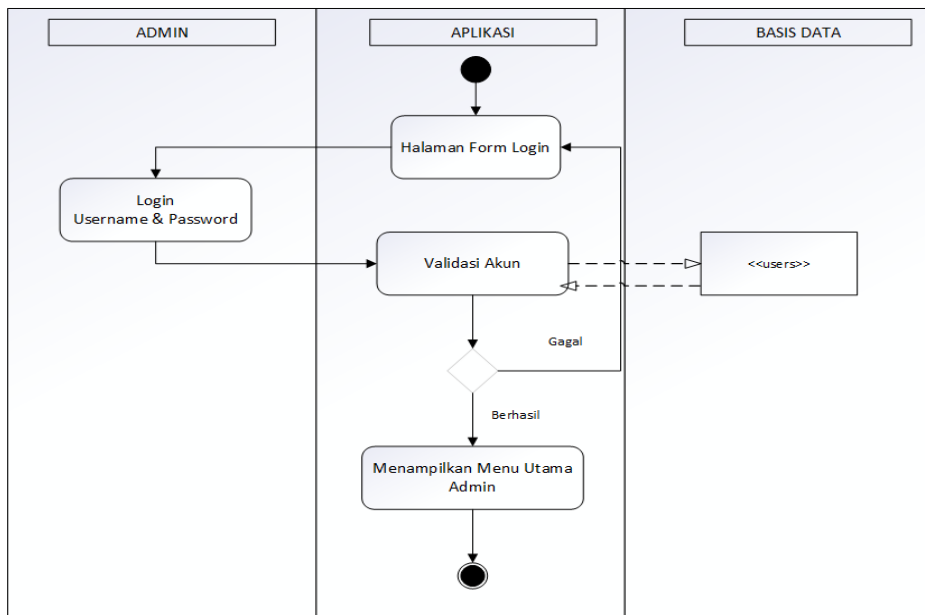 ADMIN
APLIKASI
BASIS DATA
Halaman Form Login
Login
Username & Password
Validasi Akun
<<users>>
Gagal
Berhasil
Menampilkan Menu Utama
Admin